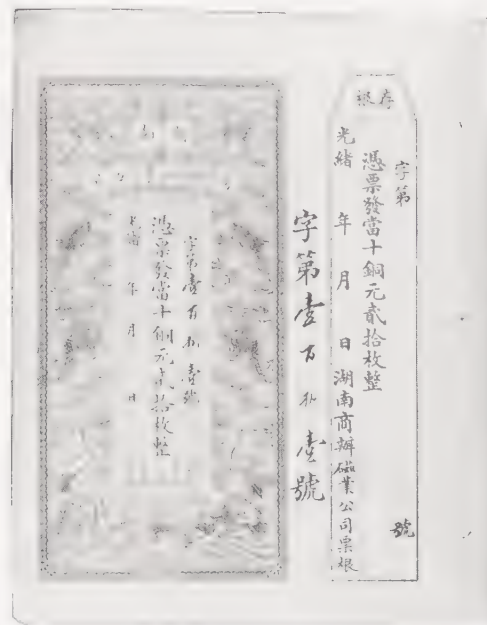 存根
字第　號
憑票發當十銅元貳拾枚整
光緒　年　月　日湖南商辦磁業公司票根
字第壹百扒壹號
字第壹百扒壹號
憑票發當十銅元貳拾枚整
光緒　年　月　日